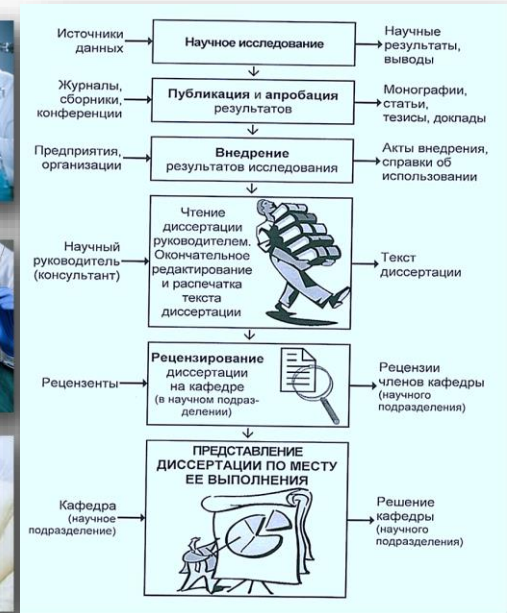 Источники
данных
Научное исследование
Научные
результаты,
выводы
Журналы,
сборники,
конференции
Публикация и апробация
результатов
Монографии,
статьи,
тезисы, доклады
Предприятия,
организации
Внедрение
результатов исследования
Акты внедрения,
справки об
использовании
Научный
руководитель
(консультант)
Чтение
диссертации
руководителем.
Окончательное
редактирование
и распечатка
текста
диссертации
Текст
диссертации
Рецензенты
Рецензирование
диссертации
на кафедре
(в научном подраз-
делении)
Рецензии
членов кафедры
(научного
подразделения)
Кафедра
(научное
подразделение)
ПРЕДСТАВЛЕНИЕ
ДИССЕРТАЦИИ ПО МЕСТУ
ЕЕ ВЫПОЛНЕНИЯ
Решение
кафедры
(научного
подразделения)